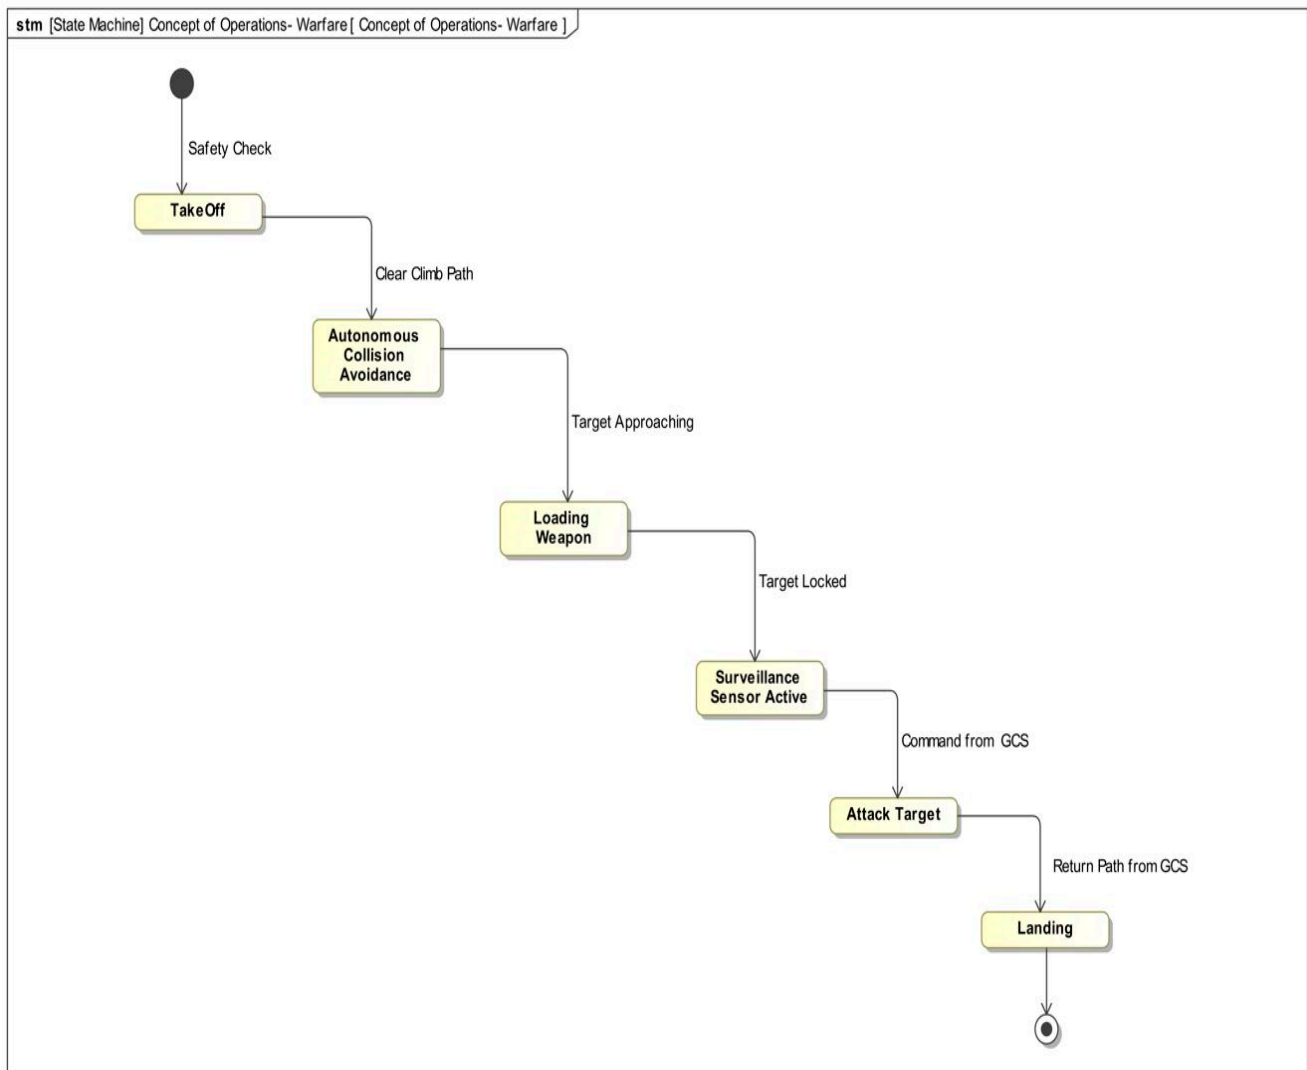 stm [State Machine] Concept of Operations- Warfare [ Concept of Operations- Warfare ]
Safety Check
TakeOff
Clear Climb Path
Autonomous
Collision
Avoidance
Target Approaching
Loading
Weapon
Target Locked
Surveillance
Sensor Active
Command from GCS
Attack Target
Return Path from GCS
Landing